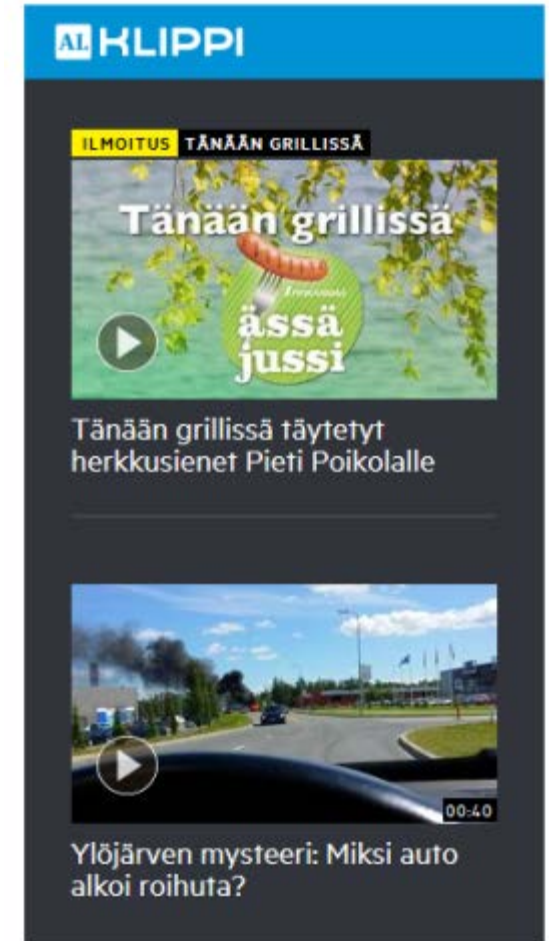 AL KLIPPI
ILMOITUS TÄNÄÄN GRILLISSÄ
Tänään grillissä
ässä
jussi
Tänään grillissä täytetyt
herkkusienet Pieti Poikolalle
00:40
Ylöjärven mysteeri: Miksi auto
alkoi roihuta?